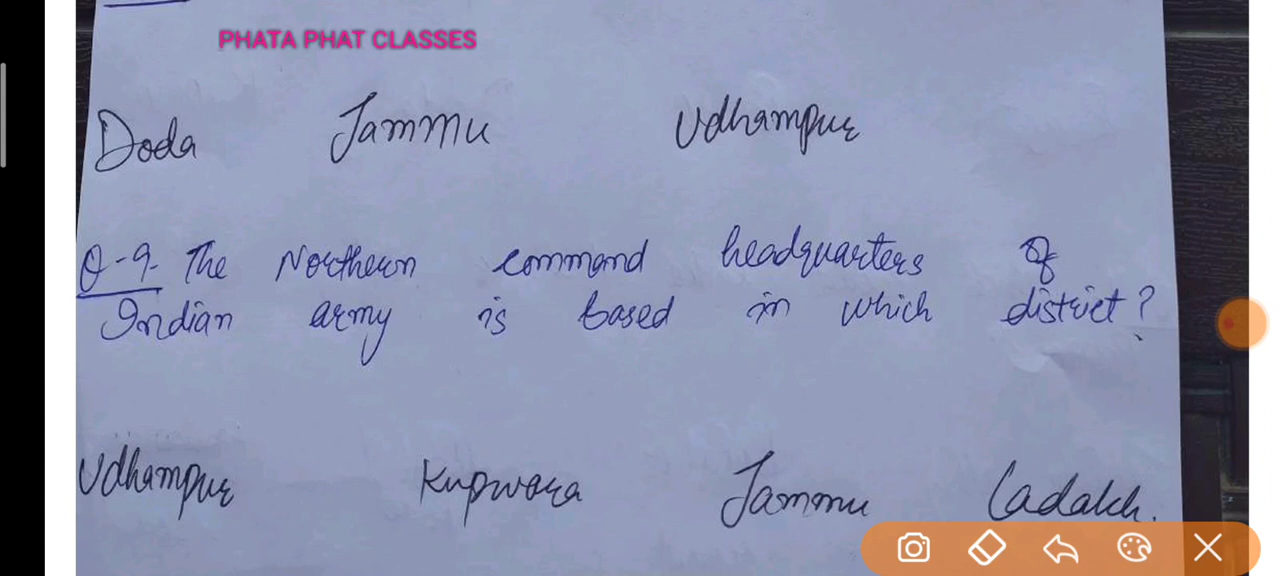 PHATA PHAT CLASSES
Doda Jammu Udhampur
Q-9- The Northern command headquarters of
Indian army is based in which district?
Udhampur Kupwara Jammu Ladakh.